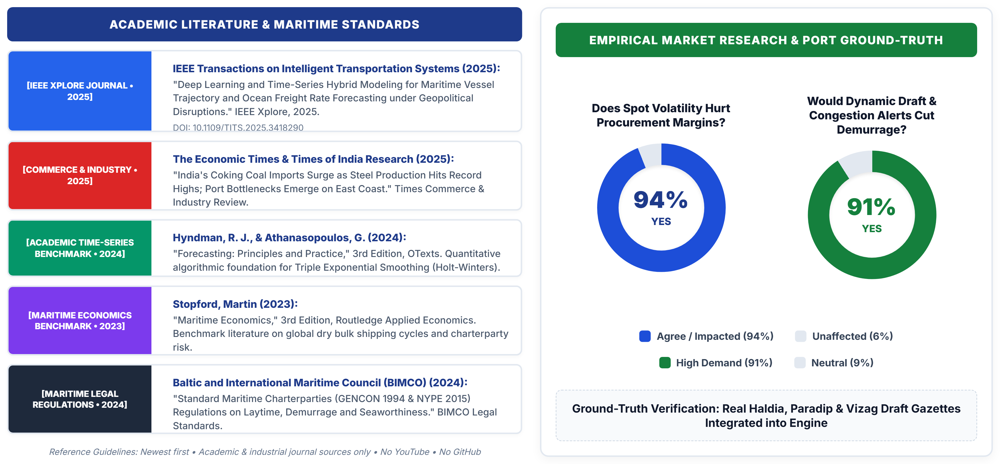 ACADEMIC LITERATURE & MARITIME STANDARDS
[IEEE XPLORE JOURNAL •
2025]
IEEE Transactions on Intelligent Transportation Systems (2025):
"Deep Learning and Time-Series Hybrid Modeling for Maritime Vessel
Trajectory and Ocean Freight Rate Forecasting under Geopolitical
Disruptions." IEEE Xplore, 2025.
DOI: 10.1109/TITS.2025.3418290
[COMMERCE & INDUSTRY •
2025]
The Economic Times & Times of India Research (2025):
"India's Coking Coal Imports Surge as Steel Production Hits Record
Highs; Port Bottlenecks Emerge on East Coast." Times Commerce &
Industry Review.
[ACADEMIC TIME-SERIES
BENCHMARK • 2024]
Hyndman, R. J., & Athanasopoulos, G. (2024):
"Forecasting: Principles and Practice," 3rd Edition, OTexts. Quantitative
algorithmic foundation for Triple Exponential Smoothing (Holt-Winters).
[MARITIME ECONOMICS
BENCHMARK • 2023]
Stopford, Martin (2023):
"Maritime Economics," 3rd Edition, Routledge Applied Economics.
Benchmark literature on global dry bulk shipping cycles and charterparty
risk.
[MARITIME LEGAL
REGULATIONS • 2024]
Baltic and International Maritime Council (BIMCO) (2024):
"Standard Maritime Charterparties (GENCON 1994 & NYPE 2015)
Regulations on Laytime, Demurrage and Seaworthiness." BIMCO Legal
Standards.
Reference Guidelines: Newest first • Academic & industrial journal sources only • No YouTube • No GitHub
EMPIRICAL MARKET RESEARCH & PORT GROUND-TRUTH
Does Spot Volatility Hurt
Procurement Margins?
94%
YES
Would Dynamic Draft &
Congestion Alerts Cut
Demurrage?
91%
YES
Agree / Impacted (94%)
Unaffected (6%)
High Demand (91%)
Neutral (9%)
Ground-Truth Verification: Real Haldia, Paradip & Vizag Draft Gazettes
Integrated into Engine